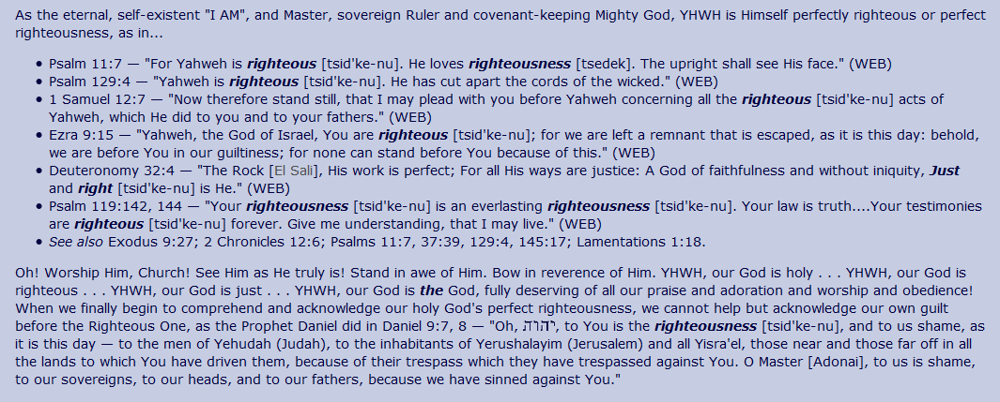 As the eternal, self-existent "I AM", and Master, sovereign Ruler and covenant-keeping Mighty God, YHWH is Himself perfectly righteous or perfect
righteousness, as in...
• Psalm 11:7 — "For Yahweh is righteous [tsid'ke-nu]. He loves righteousness [tsedek]. The upright shall see His face." (WEB)
• Psalm 129:4 — "Yahweh is righteous [tsid'ke-nu]. He has cut apart the cords of the wicked." (WEB)
• 1 Samuel 12:7 — "Now therefore stand still, that I may plead with you before Yahweh concerning all the righteous [tsid'ke-nu] acts of
Yahweh, which He did to you and to your fathers." (WEB)
• Ezra 9:15 — "Yahweh, the God of Israel, You are righteous [tsid'ke-nu]; for we are left a remnant that is escaped, as it is this day: behold,
we are before You in our guiltiness; for none can stand before You because of this." (WEB)
• Deuteronomy 32:4 — "The Rock [El Sali], His work is perfect; For all His ways are justice: A God of faithfulness and without iniquity, Just
and right [tsid'ke-nu] is He." (WEB)
• Psalm 119:142, 144 — "Your righteousness [tsid'ke-nu] is an everlasting righteousness [tsid'ke-nu]. Your law is truth....Your testimonies
are righteous [tsid'ke-nu] forever. Give me understanding, that I may live." (WEB)
• See also Exodus 9:27; 2 Chronicles 12:6; Psalms 11:7, 37:39, 129:4, 145:17; Lamentations 1:18.
Oh! Worship Him, Church! See Him as He truly is! Stand in awe of Him. Bow in reverence of Him. YHWH, our God is holy . . . YHWH, our God is
righteous . . . YHWH, our God is just . . . YHWH, our God is the God, fully deserving of all our praise and adoration and worship and obedience!
When we finally begin to comprehend and acknowledge our holy God's perfect righteousness, we cannot help but acknowledge our own guilt
before the Righteous One, as the Prophet Daniel did in Daniel 9:7, 8 — "Oh, יהוה, to You is the righteousness [tsid'ke-nu], and to us shame, as
it is this day — to the men of Yehudah (Judah), to the inhabitants of Yerushalayim (Jerusalem) and all Yisra'el, those near and those far off in all
the lands to which You have driven them, because of their trespass which they have trespassed against You. O Master [Adonai], to us is shame,
to our sovereigns, to our heads, and to our fathers, because we have sinned against You."